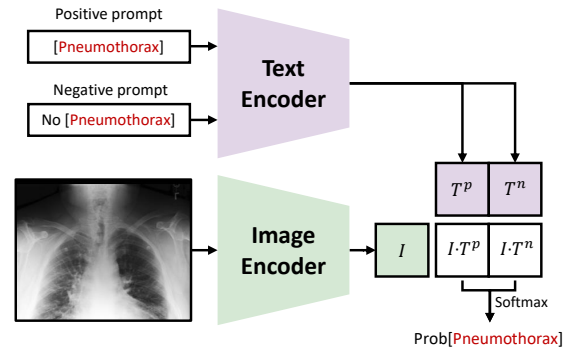 Positive prompt
[Pneumothorax]
Negative prompt
No [Pneumothorax]
Text
Encoder
Image
Encoder
T^p T^n
I
I·T^p I·T^n
Softmax
Prob[Pneumothorax]